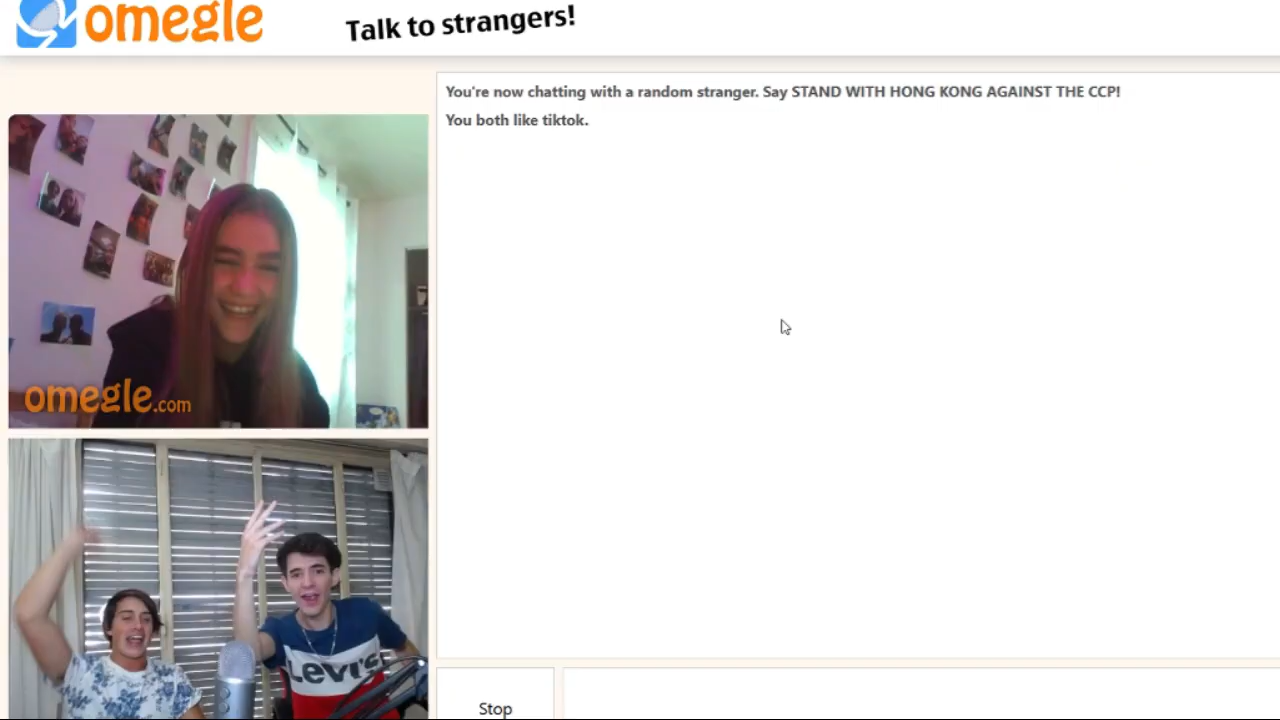 omegle
Talk to strangers!
You're now chatting with a random stranger. Say STAND WITH HONG KONG AGAINST THE CCP!
You both like tiktok.
omegle.com
Levi's
Stop